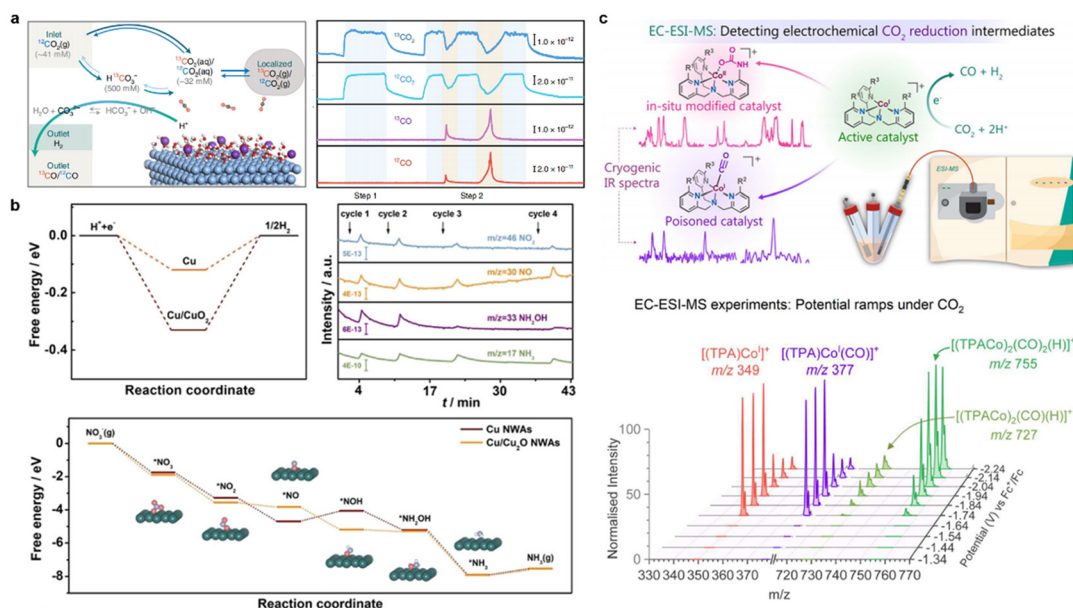 a
Inlet
¹²CO₂(g)
(~41 mM)
¹³CO₂(aq)/
¹²CO₂(aq)
(~32 mM)
Localized
¹³CO₂(g)/
¹²CO₂(g)
H¹³CO₃⁻
(500 mM)
H₂O + CO₃²⁻ ⇌ HCO₃⁻ + OH⁻
H⁺
Outlet
H₂
Outlet
¹³CO/¹²CO
¹³CO₂
1.0 × 10⁻¹²
¹²CO₂
2.0 × 10⁻¹¹
¹³CO
1.0 × 10⁻¹²
¹²CO
2.0 × 10⁻¹¹
Step 1
Step 2
b
Free energy / eV
0.0
-0.2
-0.4
H⁺+e⁻
1/2H₂
Cu
Cu/CuO₂
Reaction coordinate
Intensity / a.u.
cycle 1
cycle 2
cycle 3
cycle 4
m/z=46 NO₂
5E-13
m/z=30 NO
4E-13
m/z=33 NH₂OH
6E-13
m/z=17 NH₂
4E-10
4 17 30 43
t / min
Free energy / eV
0
-2
-4
-6
-8
NO₃⁻(g)
*NO₃
*NO₂
*NO
*NOH
*NH₂OH
*NH₃
NH₃(g)
Cu NWAs
Cu/Cu₂O NWAs
Reaction coordinate
c
EC-ESI-MS: Detecting electrochemical CO₂ reduction intermediates
in-situ modified catalyst
Active catalyst
CO + H₂
e⁻
CO₂ + 2H⁺
Cryogenic
IR spectra
Poisoned catalyst
ESI-MS
EC-ESI-MS experiments: Potential ramps under CO₂
[(TPA)Coᴵ]⁺
m/z 349
[(TPA)Coᴵ(CO)]⁺
m/z 377
[(TPACo)₂(CO)₂(H)]⁺
m/z 755
[(TPACo)₂(CO)(H)]⁺
m/z 727
Normalised Intensity
100
50
0
330 340 350 360 370 720 730 740 750 760 770
m/z
-2.24
-2.14
-2.04
-1.94
-1.84
-1.74
-1.64
-1.54
-1.44
-1.34
Potential (V) vs Fc⁺/Fc